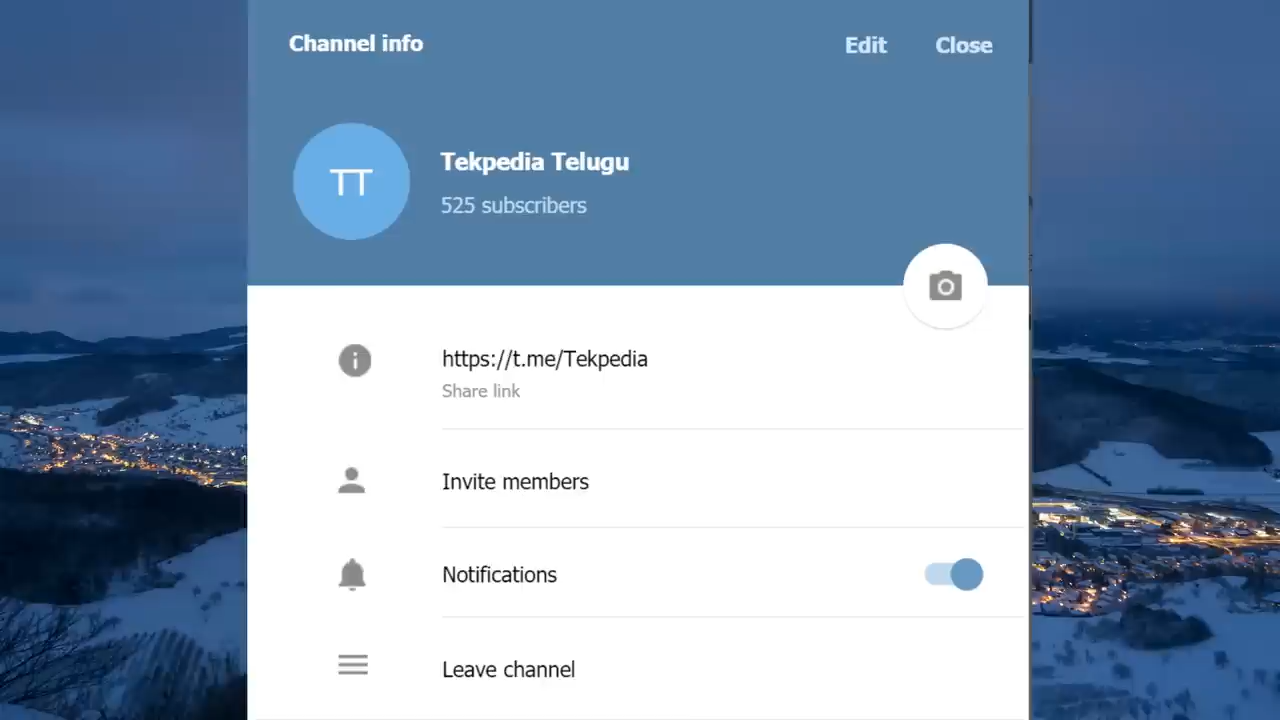 Channel info
Edit
Close
TT
Tekpedia Telugu
525 subscribers
https://t.me/Tekpedia
Share link
Invite members
Notifications
Leave channel